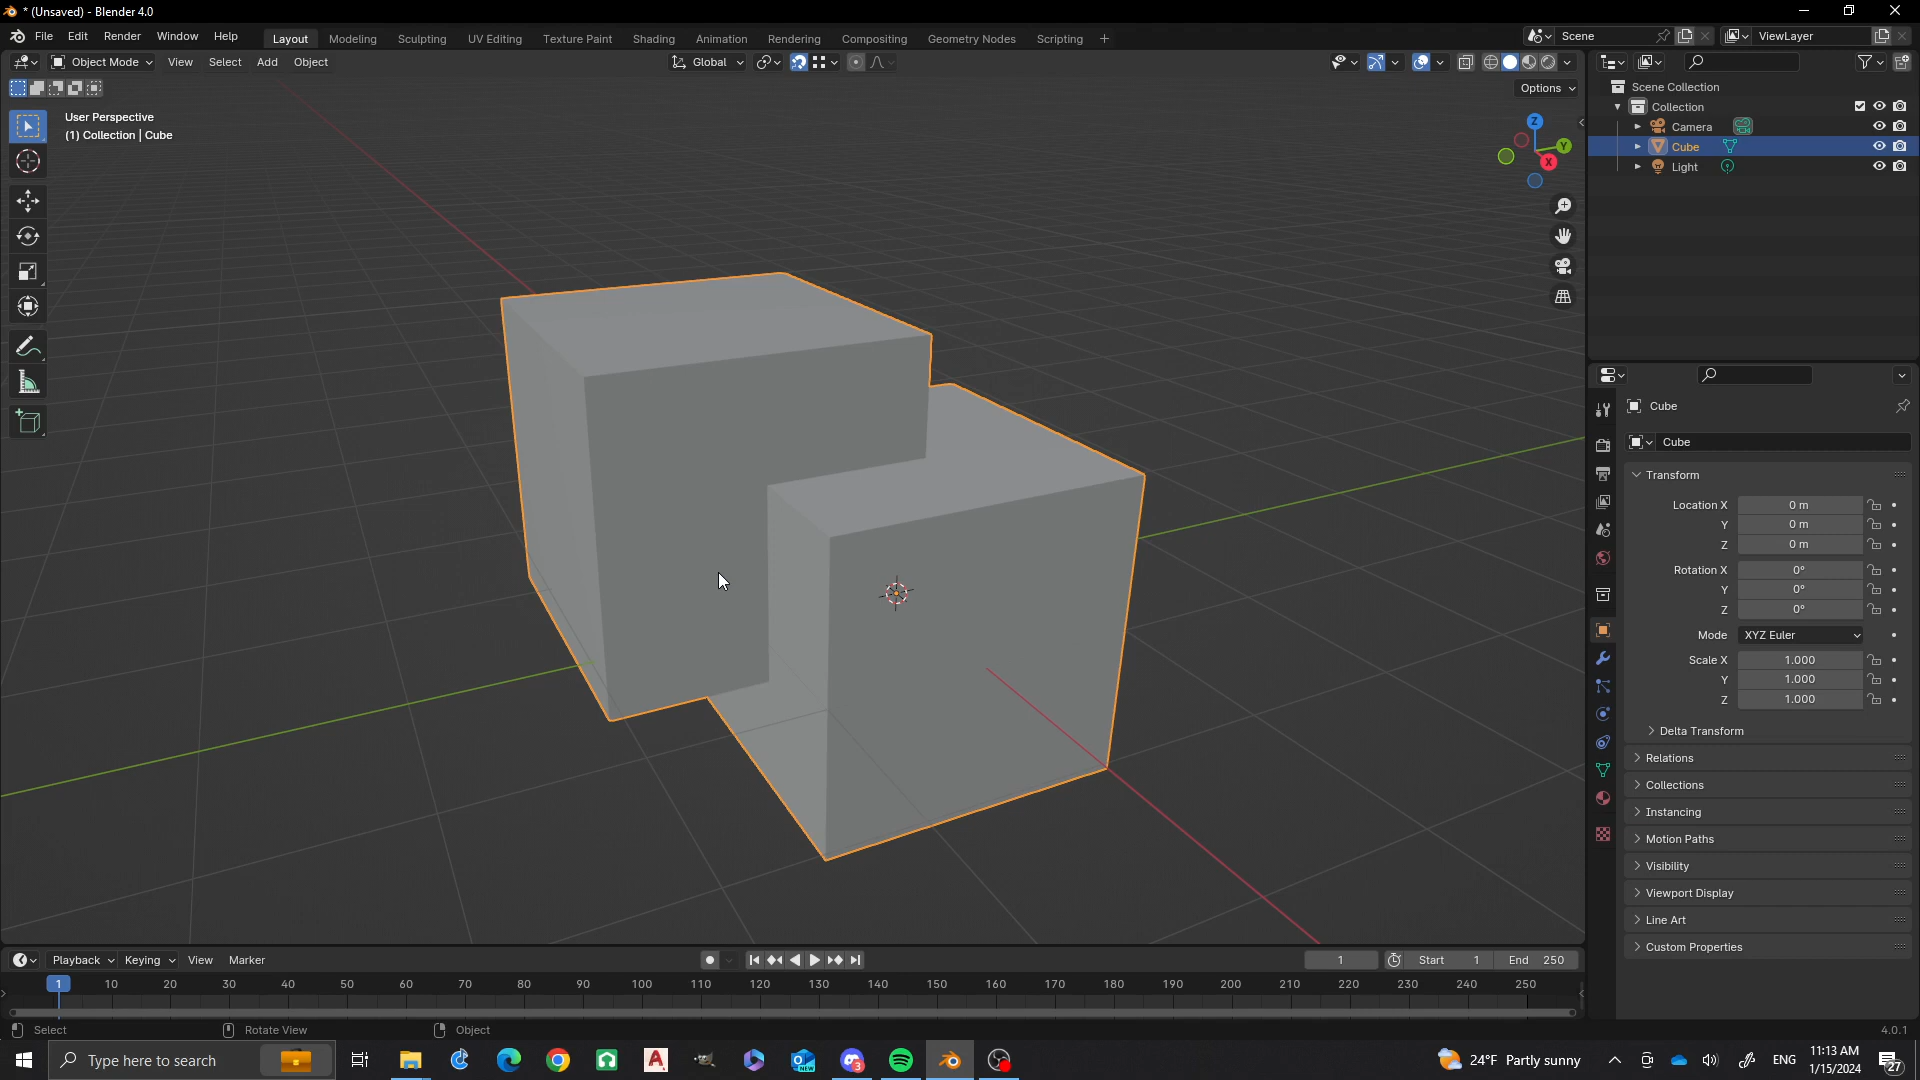 * (Unsaved) - Blender 4.0
File Edit Render Window Help Layout Modeling Sculpting UV Editing Texture Paint Shading Animation Rendering Compositing Geometry Nodes Scripting + Scene ViewLayer
Object Mode View Select Add Object Global
Options
User Perspective
(1) Collection | Cube
Z
Y
X
Scene Collection
Collection
Camera
Cube
Light
Cube
Cube
Transform
Location X 0 m
Y 0 m
Z 0 m
Rotation X 0°
Y 0°
Z 0°
Mode XYZ Euler
Scale X 1.000
Y 1.000
Z 1.000
Delta Transform
Relations
Collections
Instancing
Motion Paths
Visibility
Viewport Display
Line Art
Custom Properties
Playback Keying View Marker 1 Start 1 End 250
1 10 20 30 40 50 60 70 80 90 100 110 120 130 140 150 160 170 180 190 200 210 220 230 240 250
Select Rotate View Object 4.0.1
Type here to search 24°F Partly sunny ENG 11:13 AM
1/15/2024
3
27
NEW